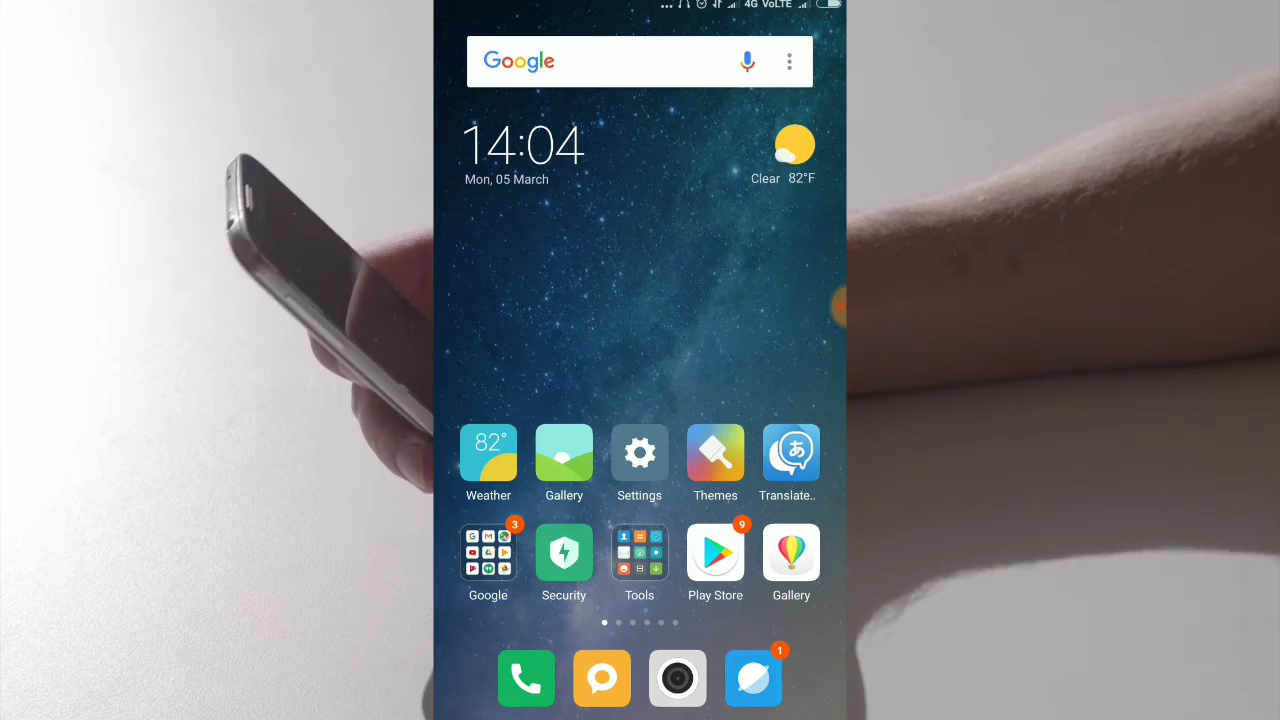 4G VoLTE
Google
14:04
Mon, 05 March
Clear 82°F
82°
Weather
Gallery
Settings
Themes
あ
Translate..
3
9
Google
Security
Tools
Play Store
Gallery
1